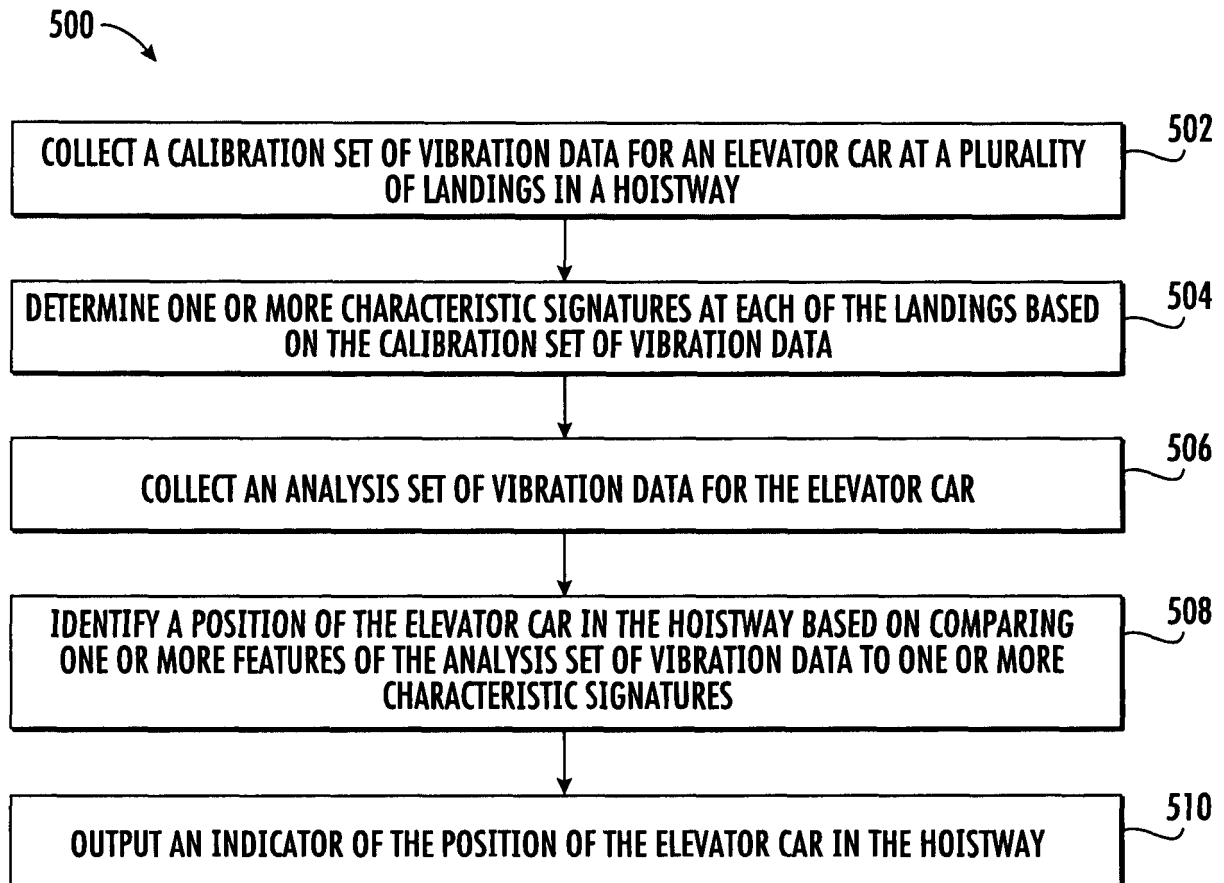 500
COLLECT A CALIBRATION SET OF VIBRATION DATA FOR AN ELEVATOR CAR AT A PLURALITY
OF LANDINGS IN A HOISTWAY
502
DETERMINE ONE OR MORE CHARACTERISTIC SIGNATURES AT EACH OF THE LANDINGS BASED
ON THE CALIBRATION SET OF VIBRATION DATA
504
COLLECT AN ANALYSIS SET OF VIBRATION DATA FOR THE ELEVATOR CAR
506
IDENTIFY A POSITION OF THE ELEVATOR CAR IN THE HOISTWAY BASED ON COMPARING
ONE OR MORE FEATURES OF THE ANALYSIS SET OF VIBRATION DATA TO ONE OR MORE
CHARACTERISTIC SIGNATURES
508
OUTPUT AN INDICATOR OF THE POSITION OF THE ELEVATOR CAR IN THE HOISTWAY
510